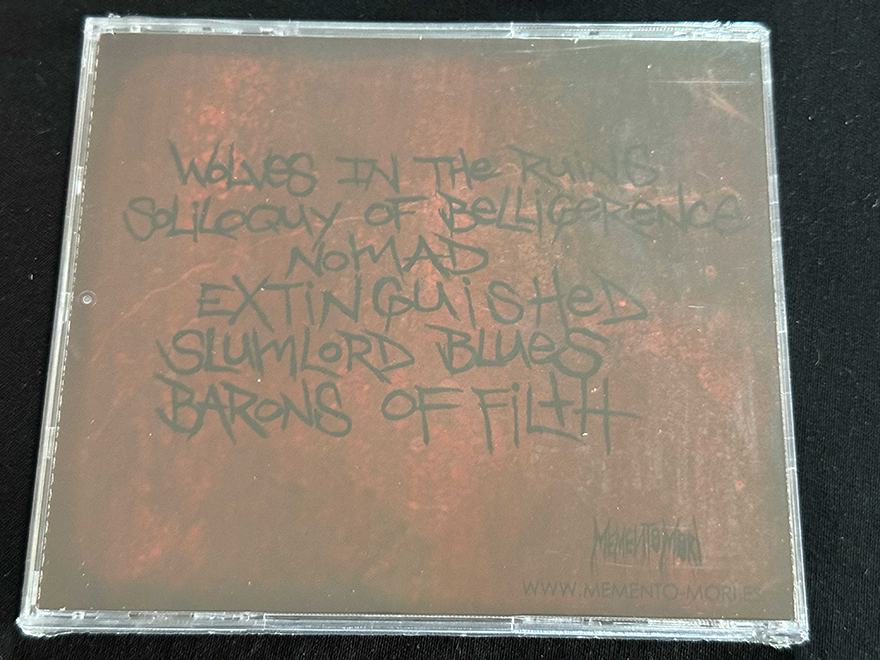 WOLVES IN THE RUINS
SOLILOQUY OF BELLIGERENCE
NOMAD
EXTINGUISHED
SLUMLORD BLUES
BARONS OF FILTH
MEMENTO MORI
WWW.MEMENTO-MORI.ES